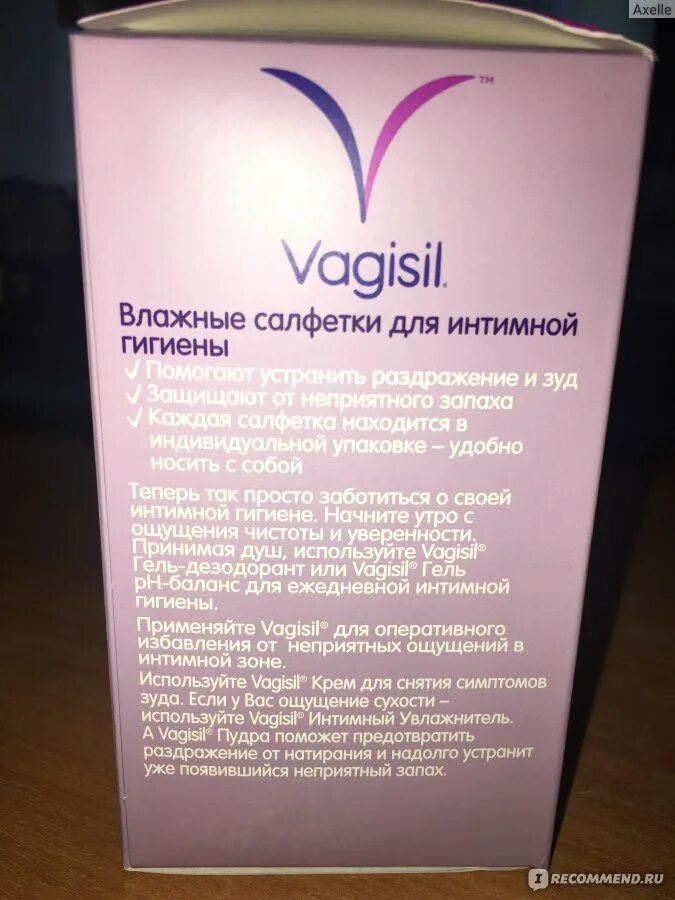 Axelle
TM
Vagisil®
Влажные салфетки для интимной
гигиены
✓ Помогают устранить раздражение и зуд
✓ Защищают от неприятного запаха
✓ Каждая салфетка находится в
индивидуальной упаковке – удобно
носить с собой
Теперь так просто заботиться о своей
интимной гигиене. Начните утро с
ощущения чистоты и уверенности.
Принимая душ, используйте Vagisil®
Гель-дезодорант или Vagisil® Гель
pH-баланс для ежедневной интимной
гигиены.
Применяйте Vagisil® для оперативного
избавления от неприятных ощущений в
интимной зоне.
Используйте Vagisil® Крем для снятия симптомов
зуда. Если у Вас ощущение сухости –
используйте Vagisil® Интимный Увлажнитель.
А Vagisil® Пудра поможет предотвратить
раздражение от натирания и надолго устранит
уже появившийся неприятный запах.
IRECOMMEND.RU